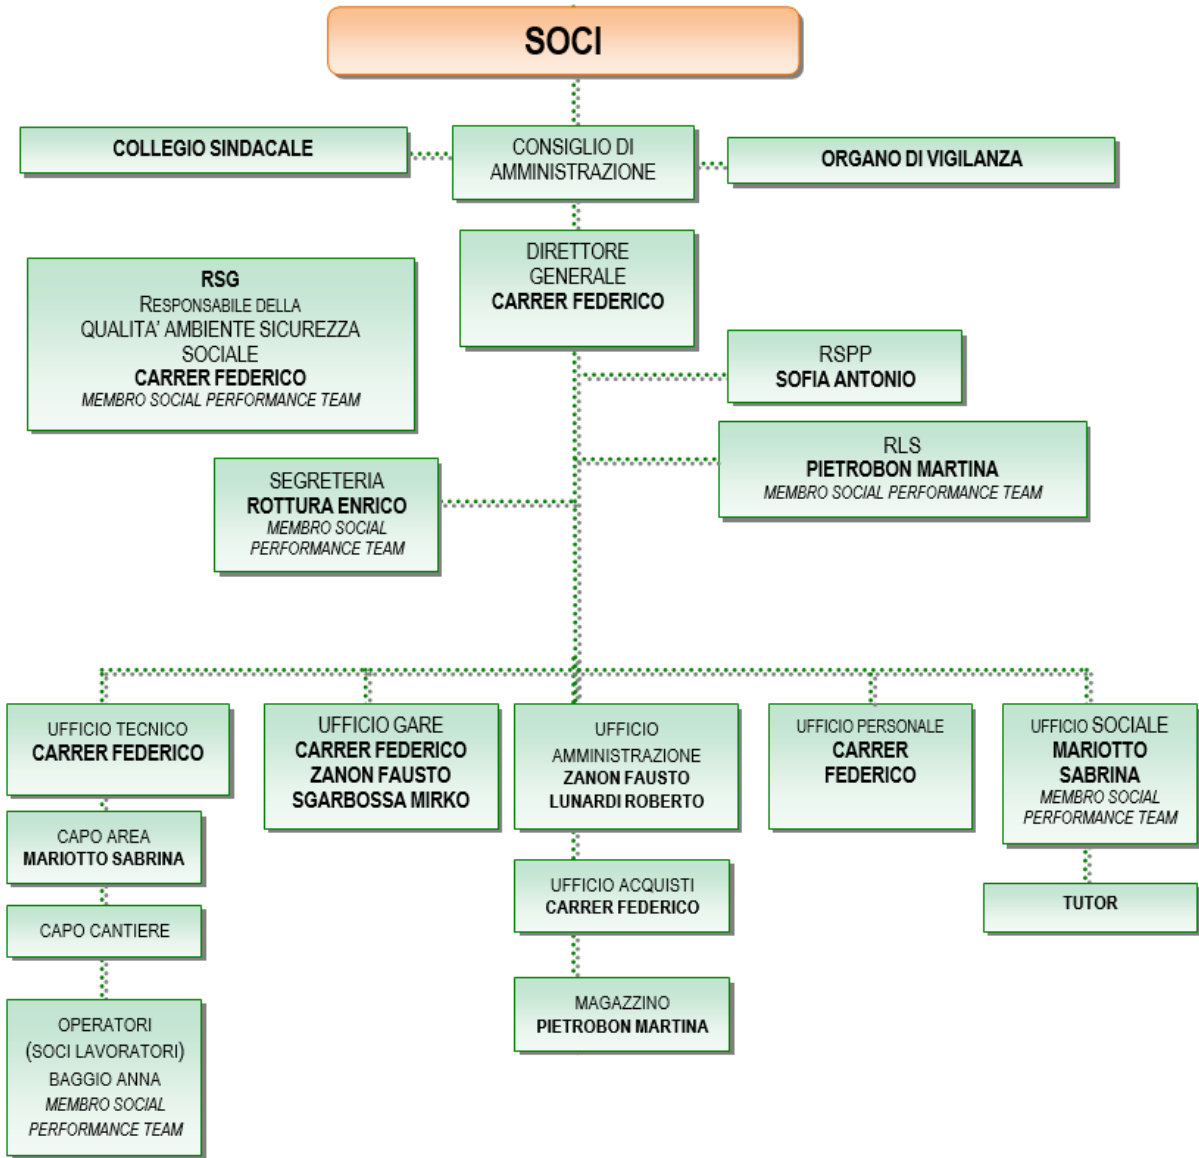 SOCI
COLLEGIO SINDACALE
CONSIGLIO DI
AMMINISTRAZIONE
ORGANO DI VIGILANZA
DIRETTORE
GENERALE
CARRER FEDERICO
RSG
RESPONSABILE DELLA
QUALITA’ AMBIENTE SICUREZZA
SOCIALE
CARRER FEDERICO
MEMBRO SOCIAL PERFORMANCE TEAM
RSPP
SOFIA ANTONIO
RLS
PIETROBON MARTINA
MEMBRO SOCIAL PERFORMANCE TEAM
SEGRETERIA
ROTTURA ENRICO
MEMBRO SOCIAL
PERFORMANCE TEAM
UFFICIO TECNICO
CARRER FEDERICO
UFFICIO GARE
CARRER FEDERICO
ZANON FAUSTO
SGARBOSSA MIRKO
UFFICIO
AMMINISTRAZIONE
ZANON FAUSTO
LUNARDI ROBERTO
UFFICIO PERSONALE
CARRER
FEDERICO
UFFICIO SOCIALE
MARIOTTO
SABRINA
MEMBRO SOCIAL
PERFORMANCE TEAM
CAPO AREA
MARIOTTO SABRINA
UFFICIO ACQUISTI
CARRER FEDERICO
TUTOR
CAPO CANTIERE
MAGAZZINO
PIETROBON MARTINA
OPERATORI
(SOCI LAVORATORI)
BAGGIO ANNA
MEMBRO SOCIAL
PERFORMANCE TEAM